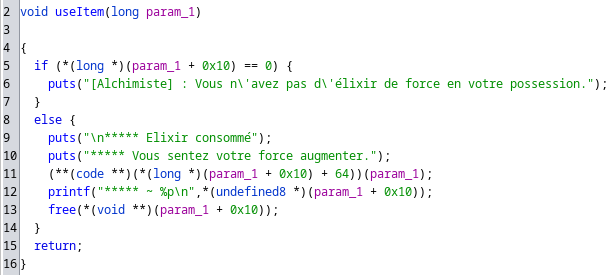 2 void useItem(long param_1)
3
4 {
5   if (*(long *)(param_1 + 0x10) == 0) {
6     puts("[Alchimiste] : Vous n\'avez pas d\'élixir de force en votre possession.");
7   }
8   else {
9     puts("\n***** Elixir consommé");
10     puts("***** Vous sentez votre force augmenter.");
11     (**(code **)(*(long *)(param_1 + 0x10) + 64))(param_1);
12     printf("***** ~ %p\n",*(undefined8 *)(param_1 + 0x10));
13     free(*(void **)(param_1 + 0x10));
14   }
15   return;
16 }